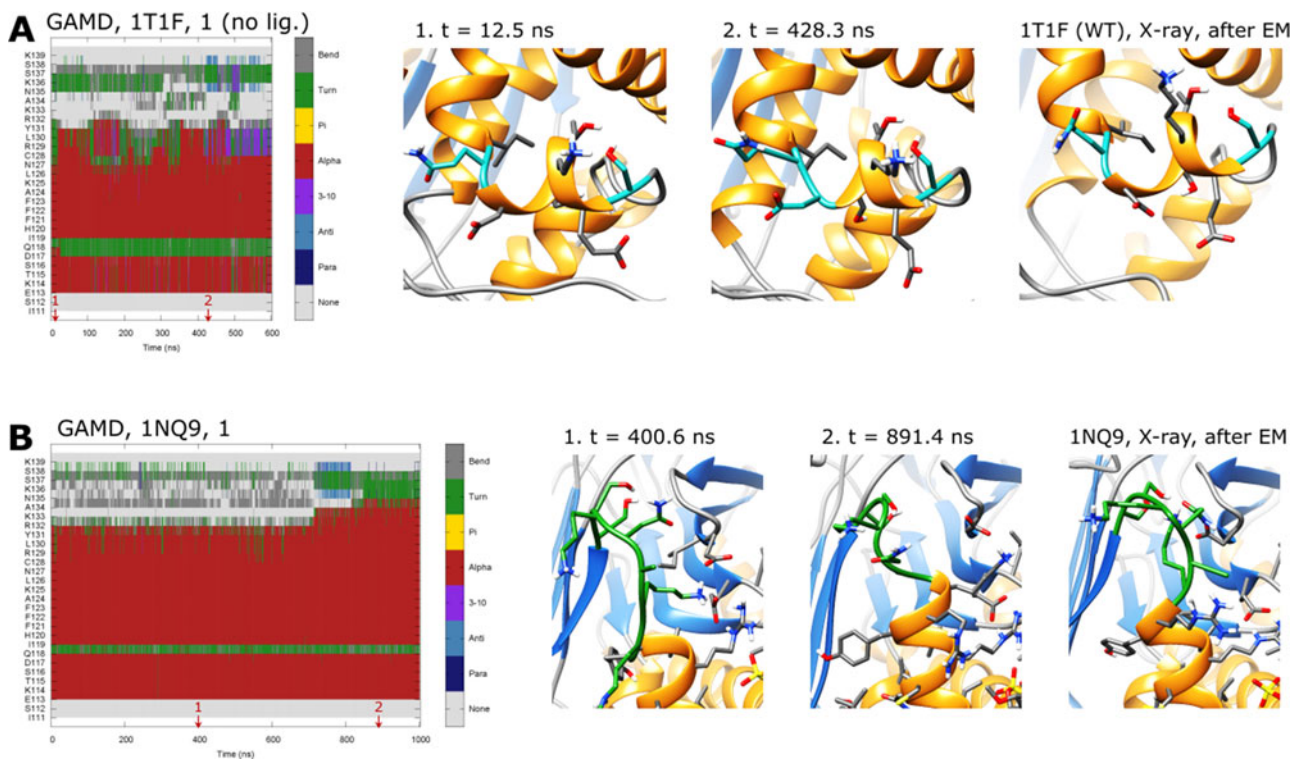 A
GAMD, 1T1F, 1 (no lig.)
1. t = 12.5 ns
2. t = 428.3 ns
1T1F (WT), X-ray, after EM
K139
S138
S137
K136
N135
A134
K133
R132
Y131
L130
R129
C128
N127
L126
K125
A124
F123
F122
F121
H120
I119
Q118
D117
S116
T115
K114
E113
S112
I111
1
2
0
100
200
300
400
500
600
Time (ns)
Bend
Turn
Pi
Alpha
3-10
Anti
Para
None
B
GAMD, 1NQ9, 1
1. t = 400.6 ns
2. t = 891.4 ns
1NQ9, X-ray, after EM
K139
S138
S137
K136
N135
A134
K133
R132
Y131
L130
R129
C128
N127
L126
K125
A124
F123
F122
F121
H120
I119
Q118
D117
S116
T115
K114
E113
S112
I111
1
2
0
200
400
600
800
1000
Time (ns)
Bend
Turn
Pi
Alpha
3-10
Anti
Para
None